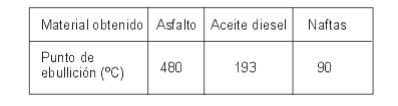 Material obtenido Asfalto Aceite diesel Naftas
Punto de
ebullición (ºC) 480 193 90